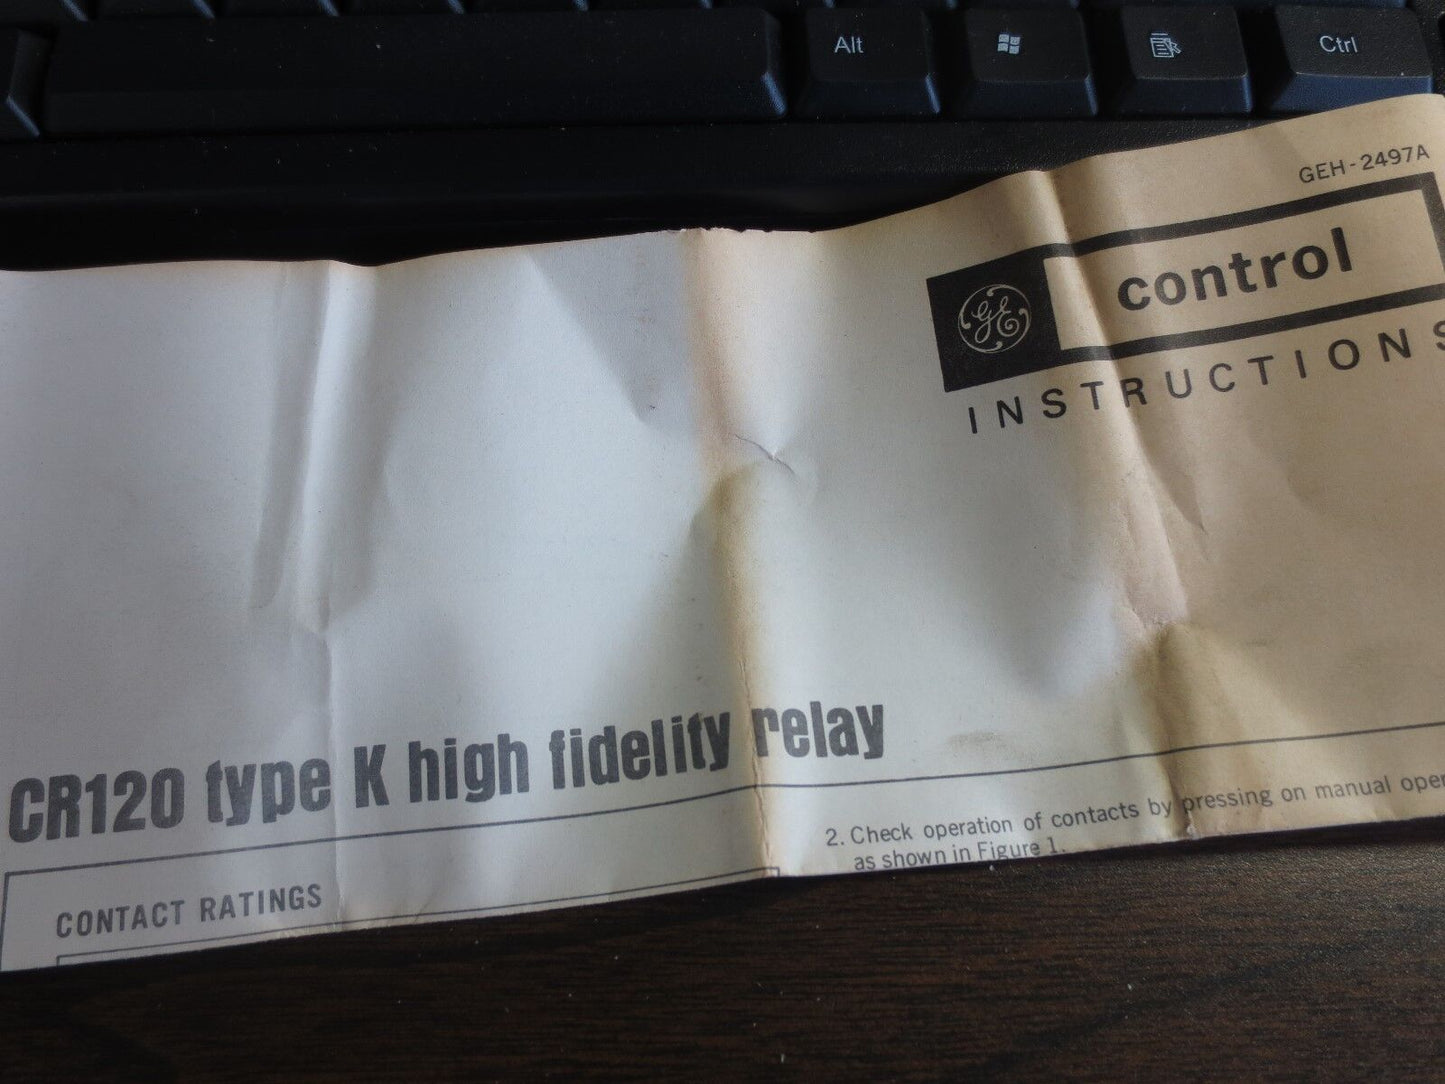 Alt
Ctrl
GEH-2497A
GE
control
INSTRUCTIONS
CR120 type K high fidelity relay
CONTACT RATINGS
2. Check operation of contacts by pressing on manual oper
as shown in Figure 1.